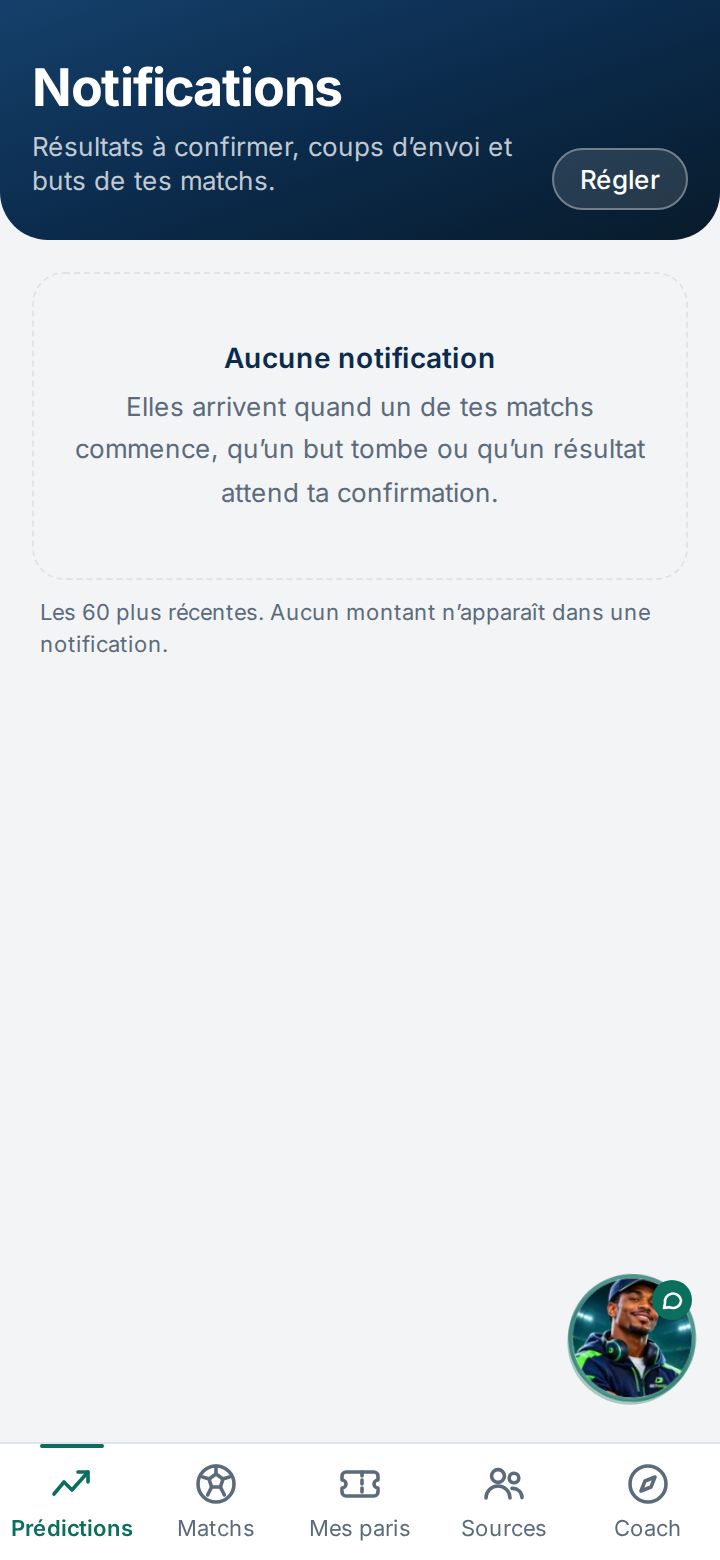 Notifications
Résultats à confirmer, coups d’envoi et
buts de tes matchs.
Régler
Aucune notification
Elles arrivent quand un de tes matchs
commence, qu’un but tombe ou qu’un résultat
attend ta confirmation.
Les 60 plus récentes. Aucun montant n’apparaît dans une
notification.
Prédictions
Matchs
Mes paris
Sources
Coach